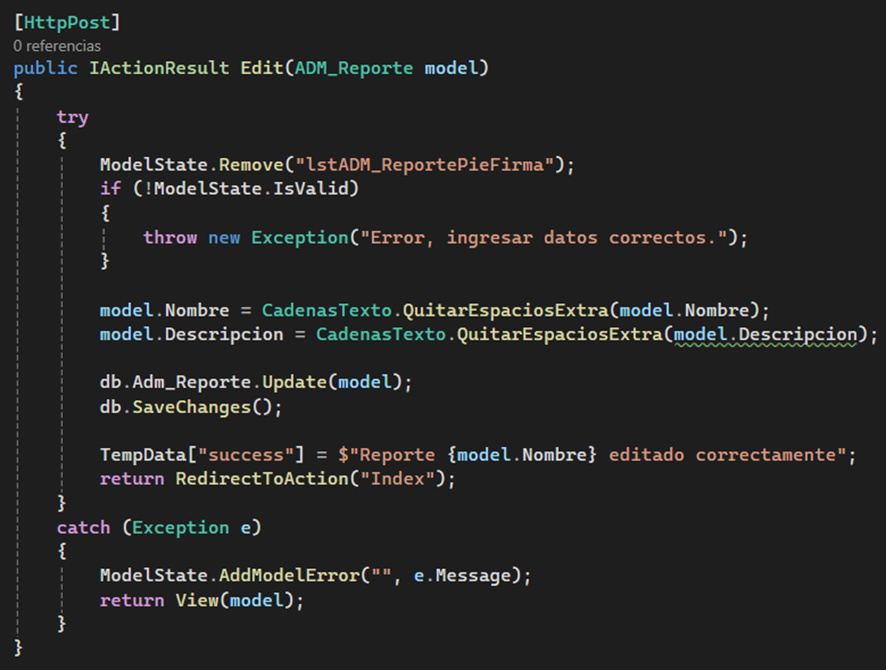 [HttpPost]
0 referencias
public IActionResult Edit(ADM_Reporte model)
{
try
{
ModelState.Remove("lstADM_ReportePieFirma");
if (!ModelState.IsValid)
{
throw new Exception("Error, ingresar datos correctos.");
}
model.Nombre = CadenasTexto.QuitarEspaciosExtra(model.Nombre);
model.Descripcion = CadenasTexto.QuitarEspaciosExtra(model.Descripcion);
db.Adm_Reporte.Update(model);
db.SaveChanges();
TempData["success"] = $"Reporte {model.Nombre} editado correctamente";
return RedirectToAction("Index");
}
catch (Exception e)
{
ModelState.AddModelError("", e.Message);
return View(model);
}
}